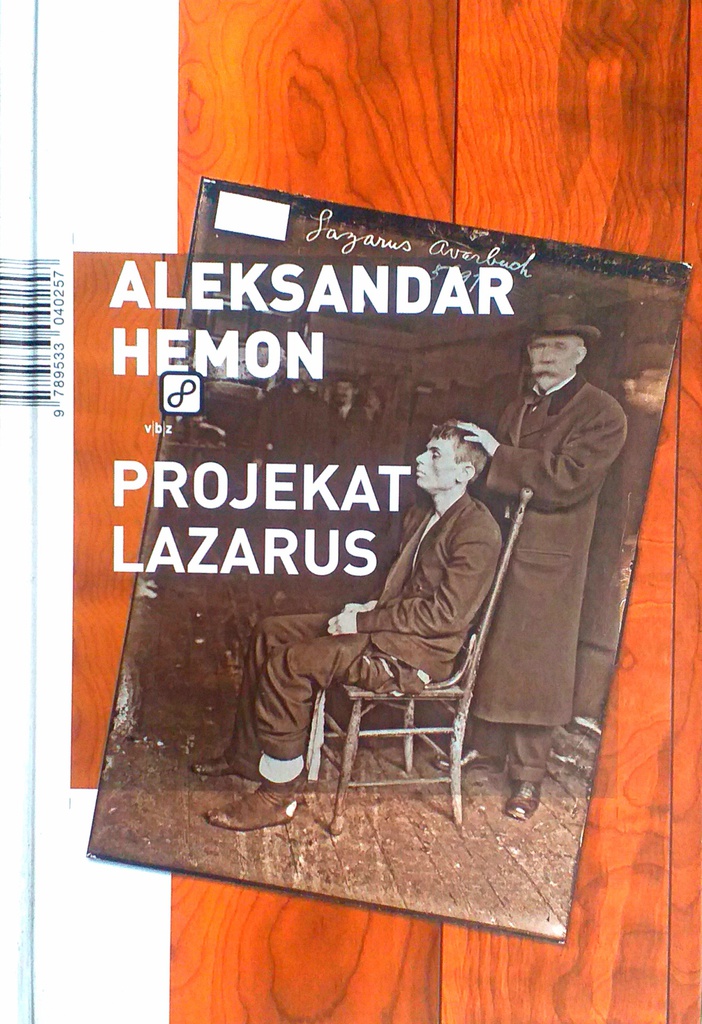 Lazarus Averbuch
ALEKSANDAR
HEMON
v|b|z
PROJEKAT
LAZARUS
9 789533 040257